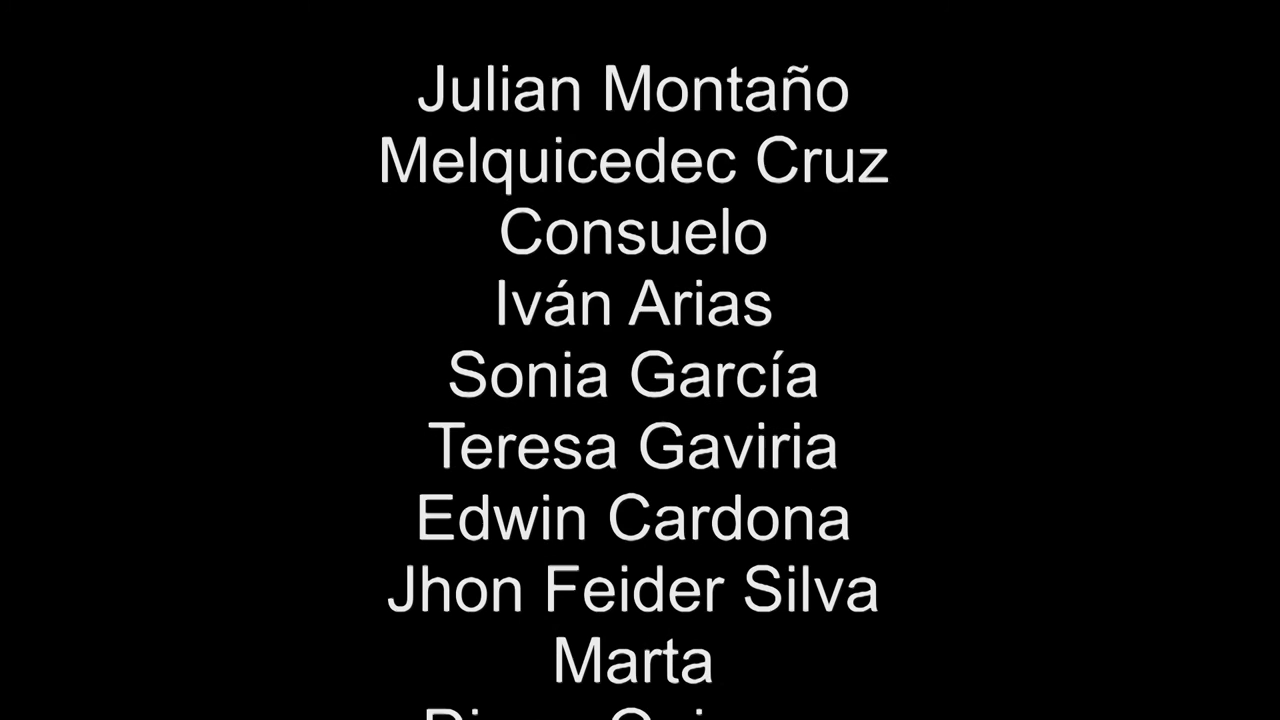 Julian Montaño
Melquicedec Cruz
Consuelo
Iván Arias
Sonia García
Teresa Gaviria
Edwin Cardona
Jhon Feider Silva
Marta